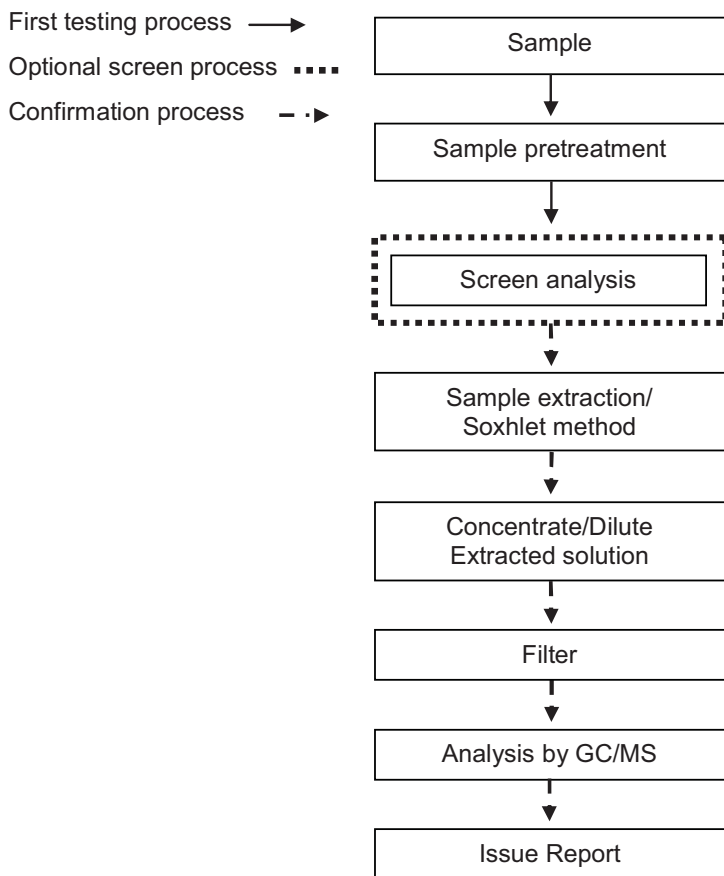 First testing process
Optional screen process
Confirmation process
Sample
Sample pretreatment
Screen analysis
Sample extraction/
Soxhlet method
Concentrate/Dilute
Extracted solution
Filter
Analysis by GC/MS
Issue Report